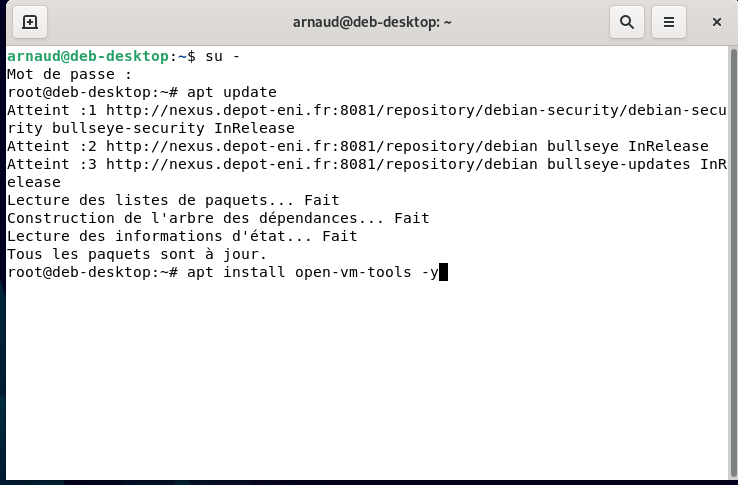 arnaud@deb-desktop: ~
arnaud@deb-desktop:~$ su -
Mot de passe :
root@deb-desktop:~# apt update
Atteint :1 http://nexus.depot-eni.fr:8081/repository/debian-security/debian-secu
rity bullseye-security InRelease
Atteint :2 http://nexus.depot-eni.fr:8081/repository/debian bullseye InRelease
Atteint :3 http://nexus.depot-eni.fr:8081/repository/debian bullseye-updates InR
elease
Lecture des listes de paquets... Fait
Construction de l'arbre des dépendances... Fait
Lecture des informations d'état... Fait
Tous les paquets sont à jour.
root@deb-desktop:~# apt install open-vm-tools -y